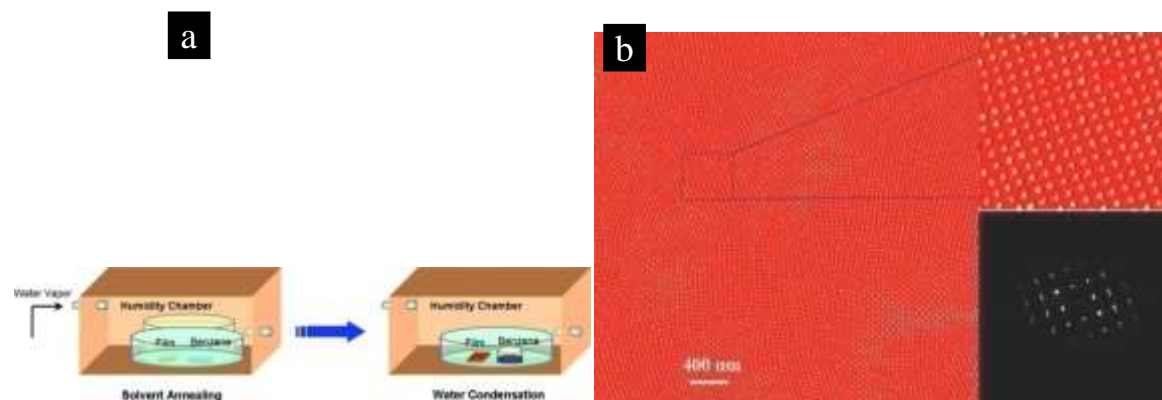 a
b
Water Vapor
Humidity Chamber
Film Benzene
Solvent Annealing
Humidity Chamber
Film Benzene
Water Condensation
400 nm